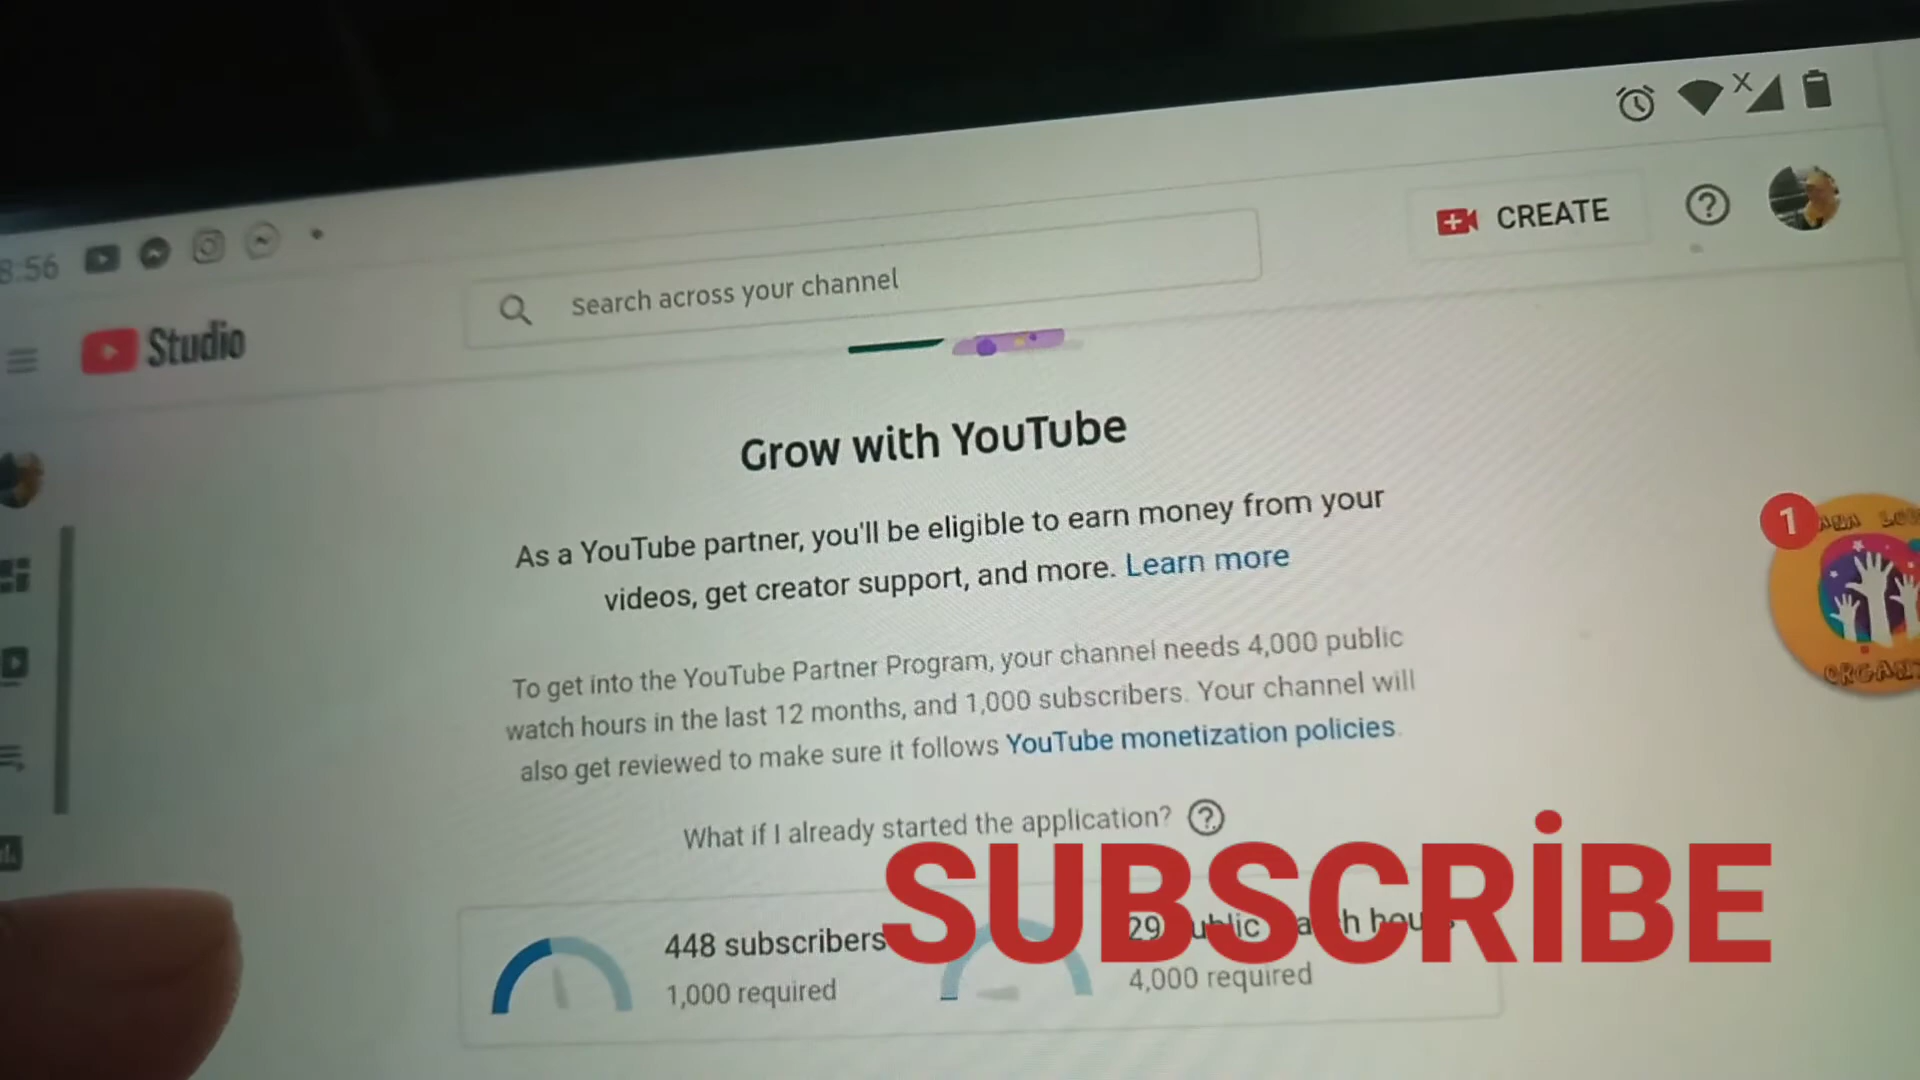 8:56
Studio
Search across your channel
CREATE
Grow with YouTube
As a YouTube partner, you'll be eligible to earn money from your
videos, get creator support, and more. Learn more
To get into the YouTube Partner Program, your channel needs 4,000 public
watch hours in the last 12 months, and 1,000 subscribers. Your channel will
also get reviewed to make sure it follows YouTube monetization policies.
What if I already started the application?
448 subscribers
1,000 required
29 public watch hours
4,000 required
SUBSCRİBE
1